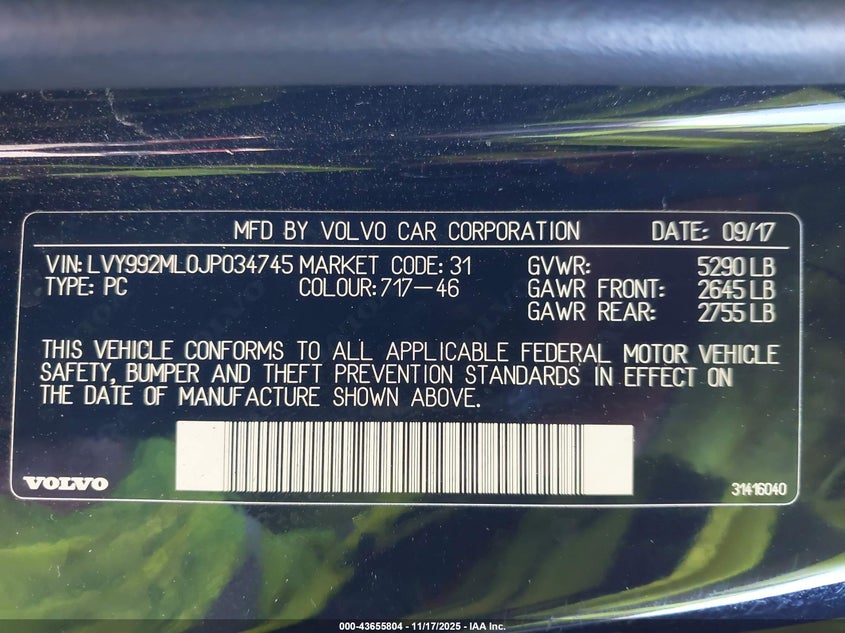 MFD BY VOLVO CAR CORPORATION DATE: 09/17
VIN: LVY992ML0JP034745 MARKET CODE: 31 GVWR: 5290 LB
TYPE: PC COLOUR: 717-46 GAWR FRONT: 2645 LB
GAWR REAR: 2755 LB
THIS VEHICLE CONFORMS TO ALL APPLICABLE FEDERAL MOTOR VEHICLE
SAFETY, BUMPER AND THEFT PREVENTION STANDARDS IN EFFECT ON
THE DATE OF MANUFACTURE SHOWN ABOVE.
VOLVO
31416040
000-43655804 - 11/17/2025 - IAA Inc.